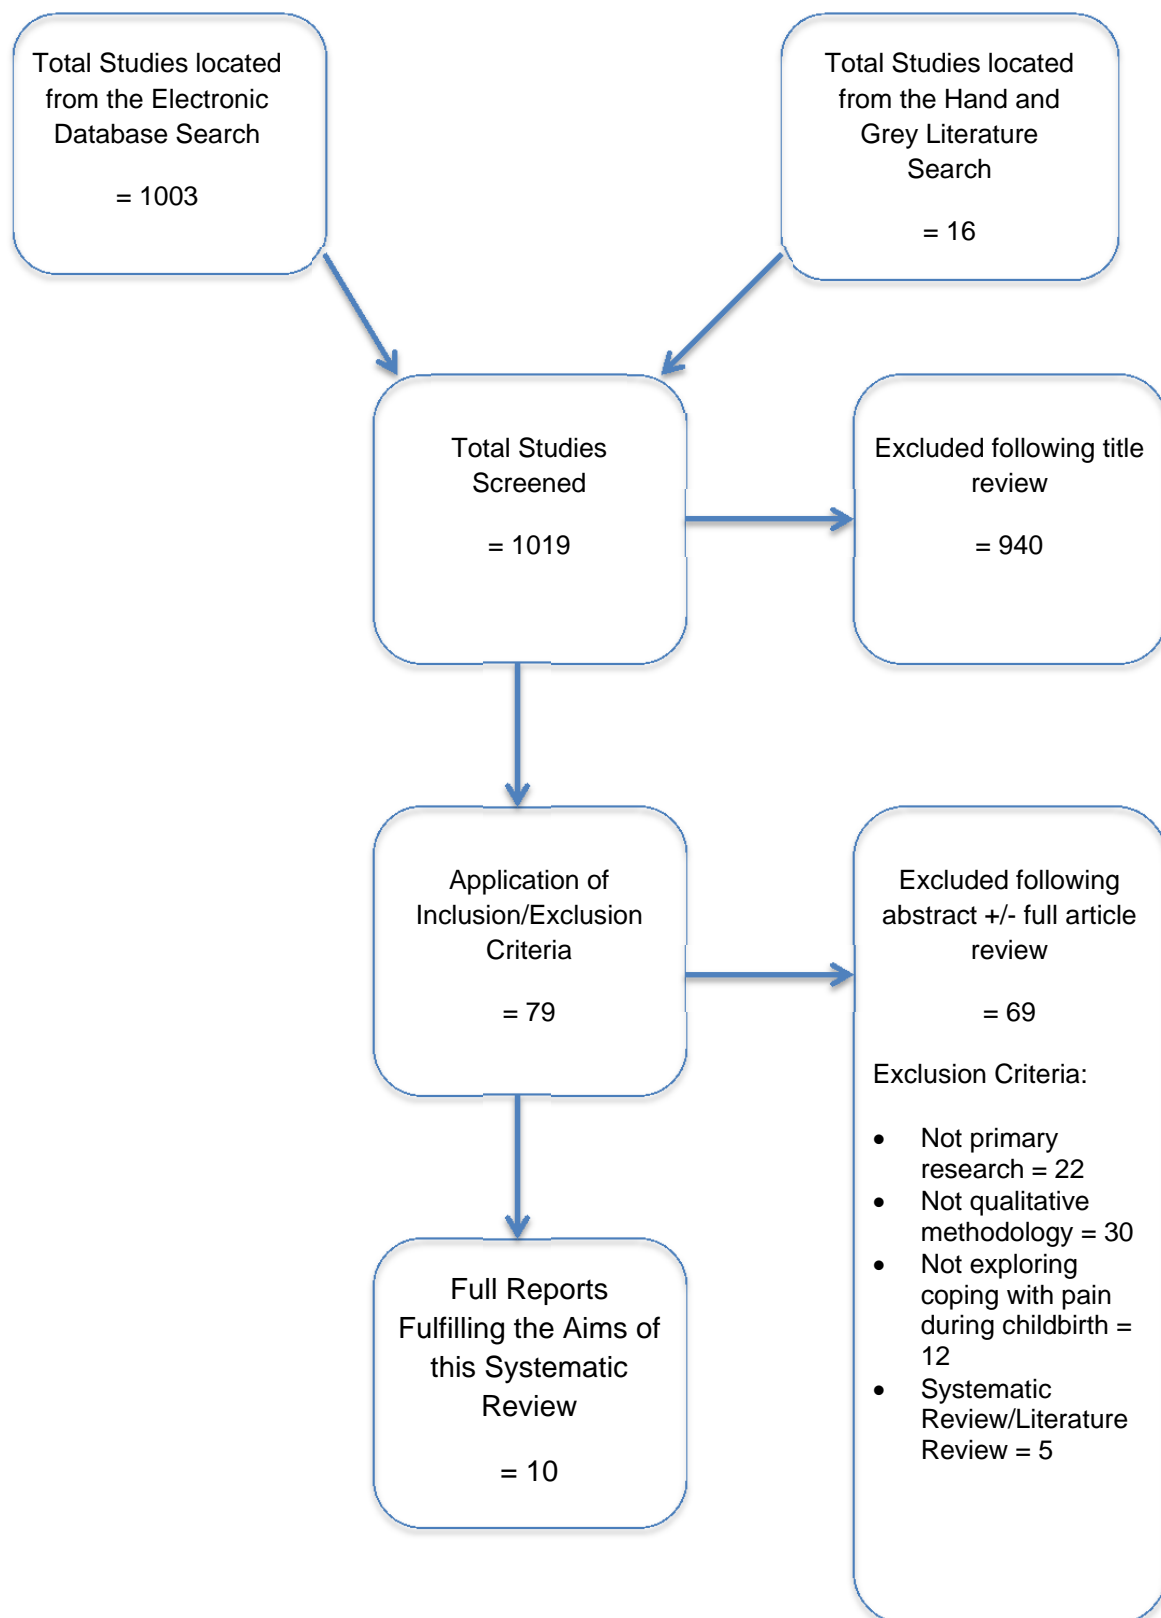 Total Studies located
from the Electronic
Database Search
= 1003
Total Studies located
from the Hand and
Grey Literature
Search
= 16
Total Studies
Screened
= 1019
Excluded following title
review
= 940
Application of
Inclusion/Exclusion
Criteria
= 79
Excluded following
abstract +/- full article
review
= 69
Exclusion Criteria:
• Not primary
research = 22
• Not qualitative
methodology = 30
• Not exploring
coping with pain
during childbirth =
12
• Systematic
Review/Literature
Review = 5
Full Reports
Fulfilling the Aims of
this Systematic
Review
= 10